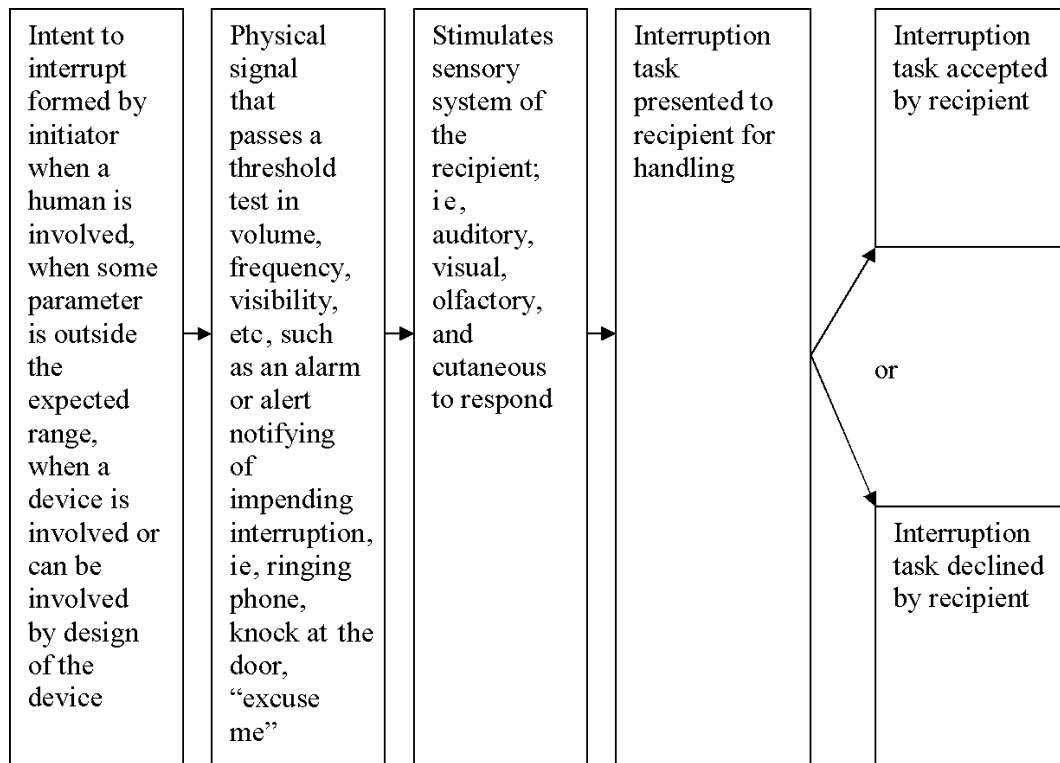 Intent to
interrupt
formed by
initiator
when a
human is
involved,
when some
parameter
is outside
the
expected
range,
when a
device is
involved or
can be
involved
by design
of the
device
Physical
signal
that
passes a
threshold
test in
volume,
frequency,
visibility,
etc, such
as an alarm
or alert
notifying
of
impending
interruption,
ie, ringing
phone,
knock at the
door,
“excuse
me”
Stimulates
sensory
system of
the
recipient;
ie,
auditory,
visual,
olfactory,
and
cutaneous
to respond
Interruption
task
presented to
recipient for
handling
Interruption
task accepted
by recipient
or
Interruption
task declined
by recipient